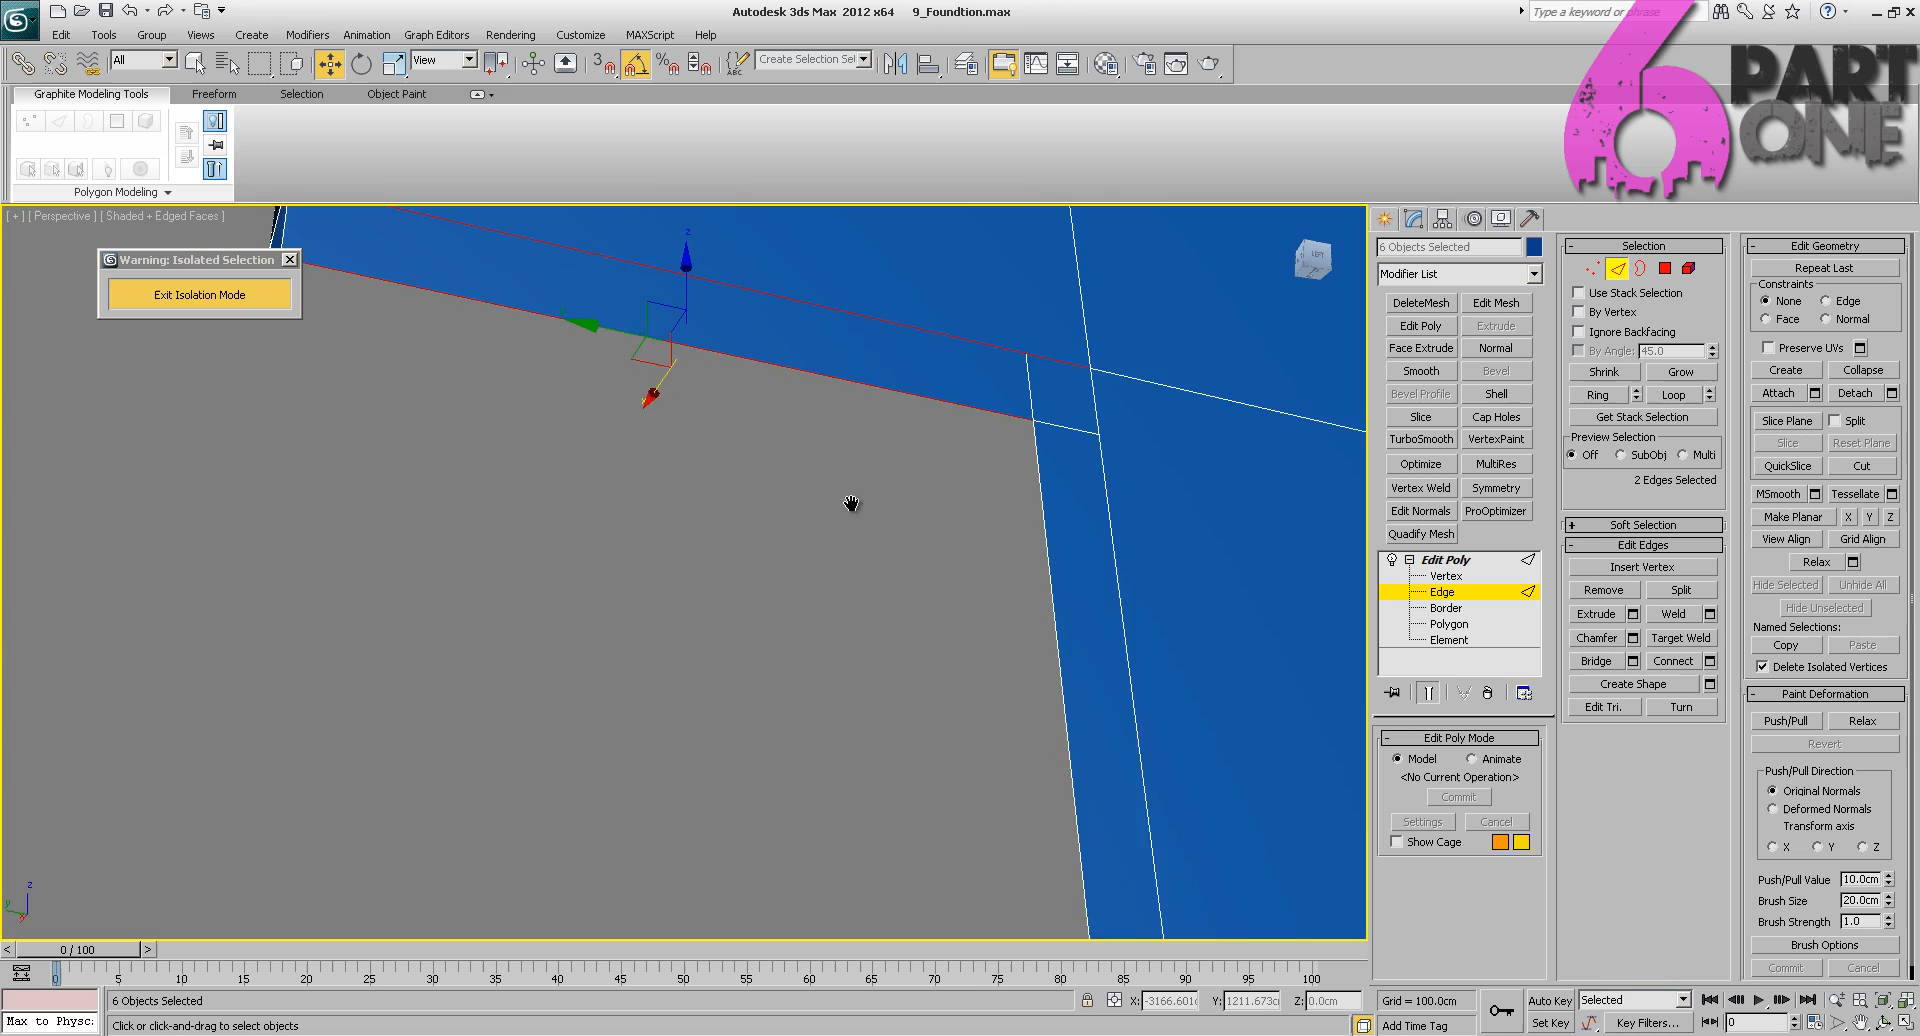 Autodesk 3ds Max 2012 x64 9_Foundtion.max
Type a keyword or phrase
Edit Tools Group Views Create Modifiers Animation Graph Editors Rendering Customize MAXScript Help
All View 3 Create Selection Se
6 PART ONE
Graphite Modeling Tools Freeform Selection Object Paint
Polygon Modeling
[ + ] [ Perspective ] [ Shaded + Edged Faces ]
Warning: Isolated Selection
Exit Isolation Mode
z
LEFT
6 Objects Selected
Modifier List
DeleteMesh Edit Mesh
Edit Poly Extrude
Face Extrude Normal
Smooth Bevel
Bevel Profile Shell
Slice Cap Holes
TurboSmooth VertexPaint
Optimize MultiRes
Vertex Weld Symmetry
Edit Normals ProOptimizer
Quadify Mesh
Edit Poly
Vertex
Edge
Border
Polygon
Element
Edit Poly Mode
Model Animate
<No Current Operation>
Commit
Settings Cancel
Show Cage
Selection
Use Stack Selection
By Vertex
Ignore Backfacing
By Angle: 45.0
Shrink Grow
Ring Loop
Get Stack Selection
Preview Selection
Off SubObj Multi
2 Edges Selected
Soft Selection
Edit Edges
Insert Vertex
Remove Split
Extrude Weld
Chamfer Target Weld
Bridge Connect
Create Shape
Edit Tri. Turn
Edit Geometry
Repeat Last
Constraints
None Edge
Face Normal
Preserve UVs
Create Collapse
Attach Detach
Slice Plane Split
Slice Reset Plane
QuickSlice Cut
MSmooth Tessellate
Make Planar X Y Z
View Align Grid Align
Relax
Hide Selected Unhide All
Hide Unselected
Named Selections:
Copy Paste
Delete Isolated Vertices
Paint Deformation
Push/Pull Relax
Revert
Push/Pull Direction
Original Normals
Deformed Normals
Transform axis
X Y Z
Push/Pull Value 10.0cm
Brush Size 20.0cm
Brush Strength 1.0
Brush Options
Commit Cancel
z
y
x
< 0 / 100 >
0 5 10 15 20 25 30 35 40 45 50 55 60 65 70 75 80 85 90 95 100
6 Objects Selected X: -3166.601c Y: 1211.673c Z: 0.0cm Grid = 100.0cm Auto Key Selected
Max to Physc: Click or click-and-drag to select objects Add Time Tag Set Key Key Filters... 0